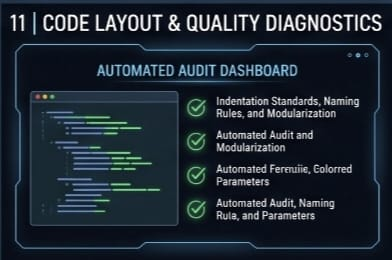 11 | CODE LAYOUT & QUALITY DIAGNOSTICS
AUTOMATED AUDIT DASHBOARD
Indentation Standards, Naming
Rules, and Modularization
Automated Audit and
Modularization
Automated Colorred
Parameters
Automated Audit, Naming
Rula, and Parameters